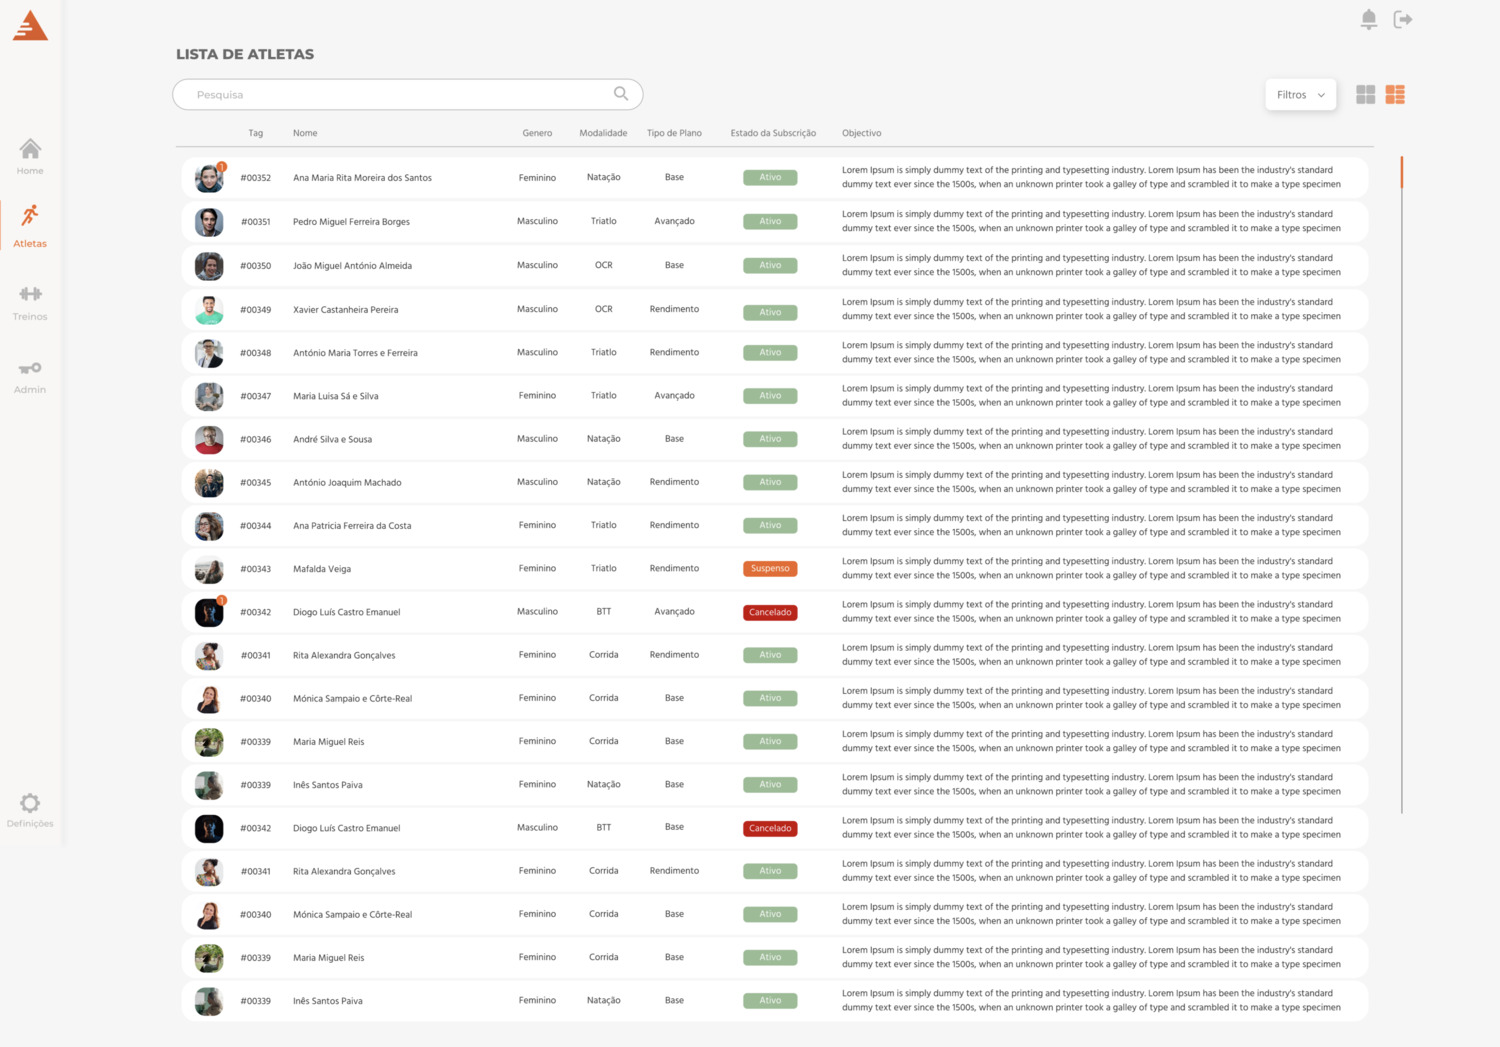 LISTA DE ATLETAS
Pesquisa
Filtros
Tag Nome Genero Modalidade Tipo de Plano Estado da Subscrição Objectivo
Home
Atletas
Treinos
Admin
Definições
1
#00352 Ana Maria Rita Moreira dos Santos Feminino Natação Base Ativo
Lorem Ipsum is simply dummy text of the printing and typesetting industry. Lorem Ipsum has been the industry's standard
dummy text ever since the 1500s, when an unknown printer took a galley of type and scrambled it to make a type specimen
#00351 Pedro Miguel Ferreira Borges Masculino Triatlo Avançado Ativo
Lorem Ipsum is simply dummy text of the printing and typesetting industry. Lorem Ipsum has been the industry's standard
dummy text ever since the 1500s, when an unknown printer took a galley of type and scrambled it to make a type specimen
#00350 João Miguel António Almeida Masculino OCR Base Ativo
Lorem Ipsum is simply dummy text of the printing and typesetting industry. Lorem Ipsum has been the industry's standard
dummy text ever since the 1500s, when an unknown printer took a galley of type and scrambled it to make a type specimen
#00349 Xavier Castanheira Pereira Masculino OCR Rendimento Ativo
Lorem Ipsum is simply dummy text of the printing and typesetting industry. Lorem Ipsum has been the industry's standard
dummy text ever since the 1500s, when an unknown printer took a galley of type and scrambled it to make a type specimen
#00348 António Maria Torres e Ferreira Masculino Triatlo Rendimento Ativo
Lorem Ipsum is simply dummy text of the printing and typesetting industry. Lorem Ipsum has been the industry's standard
dummy text ever since the 1500s, when an unknown printer took a galley of type and scrambled it to make a type specimen
#00347 Maria Luisa Sá e Silva Feminino Triatlo Avançado Ativo
Lorem Ipsum is simply dummy text of the printing and typesetting industry. Lorem Ipsum has been the industry's standard
dummy text ever since the 1500s, when an unknown printer took a galley of type and scrambled it to make a type specimen
#00346 André Silva e Sousa Masculino Natação Base Ativo
Lorem Ipsum is simply dummy text of the printing and typesetting industry. Lorem Ipsum has been the industry's standard
dummy text ever since the 1500s, when an unknown printer took a galley of type and scrambled it to make a type specimen
#00345 António Joaquim Machado Masculino Natação Rendimento Ativo
Lorem Ipsum is simply dummy text of the printing and typesetting industry. Lorem Ipsum has been the industry's standard
dummy text ever since the 1500s, when an unknown printer took a galley of type and scrambled it to make a type specimen
#00344 Ana Patricia Ferreira da Costa Feminino Triatlo Rendimento Ativo
Lorem Ipsum is simply dummy text of the printing and typesetting industry. Lorem Ipsum has been the industry's standard
dummy text ever since the 1500s, when an unknown printer took a galley of type and scrambled it to make a type specimen
#00343 Mafalda Veiga Feminino Triatlo Rendimento Suspenso
Lorem Ipsum is simply dummy text of the printing and typesetting industry. Lorem Ipsum has been the industry's standard
dummy text ever since the 1500s, when an unknown printer took a galley of type and scrambled it to make a type specimen
1
#00342 Diogo Luís Castro Emanuel Masculino BTT Avançado Cancelado
Lorem Ipsum is simply dummy text of the printing and typesetting industry. Lorem Ipsum has been the industry's standard
dummy text ever since the 1500s, when an unknown printer took a galley of type and scrambled it to make a type specimen
#00341 Rita Alexandra Gonçalves Feminino Corrida Rendimento Ativo
Lorem Ipsum is simply dummy text of the printing and typesetting industry. Lorem Ipsum has been the industry's standard
dummy text ever since the 1500s, when an unknown printer took a galley of type and scrambled it to make a type specimen
#00340 Mónica Sampaio e Côrte-Real Feminino Corrida Base Ativo
Lorem Ipsum is simply dummy text of the printing and typesetting industry. Lorem Ipsum has been the industry's standard
dummy text ever since the 1500s, when an unknown printer took a galley of type and scrambled it to make a type specimen
#00339 Maria Miguel Reis Feminino Corrida Base Ativo
Lorem Ipsum is simply dummy text of the printing and typesetting industry. Lorem Ipsum has been the industry's standard
dummy text ever since the 1500s, when an unknown printer took a galley of type and scrambled it to make a type specimen
#00339 Inês Santos Paiva Feminino Natação Base Ativo
Lorem Ipsum is simply dummy text of the printing and typesetting industry. Lorem Ipsum has been the industry's standard
dummy text ever since the 1500s, when an unknown printer took a galley of type and scrambled it to make a type specimen
#00342 Diogo Luís Castro Emanuel Masculino BTT Base Cancelado
Lorem Ipsum is simply dummy text of the printing and typesetting industry. Lorem Ipsum has been the industry's standard
dummy text ever since the 1500s, when an unknown printer took a galley of type and scrambled it to make a type specimen
#00341 Rita Alexandra Gonçalves Feminino Corrida Rendimento Ativo
Lorem Ipsum is simply dummy text of the printing and typesetting industry. Lorem Ipsum has been the industry's standard
dummy text ever since the 1500s, when an unknown printer took a galley of type and scrambled it to make a type specimen
#00340 Mónica Sampaio e Côrte-Real Feminino Corrida Base Ativo
Lorem Ipsum is simply dummy text of the printing and typesetting industry. Lorem Ipsum has been the industry's standard
dummy text ever since the 1500s, when an unknown printer took a galley of type and scrambled it to make a type specimen
#00339 Maria Miguel Reis Feminino Corrida Base Ativo
Lorem Ipsum is simply dummy text of the printing and typesetting industry. Lorem Ipsum has been the industry's standard
dummy text ever since the 1500s, when an unknown printer took a galley of type and scrambled it to make a type specimen
#00339 Inês Santos Paiva Feminino Natação Base Ativo
Lorem Ipsum is simply dummy text of the printing and typesetting industry. Lorem Ipsum has been the industry's standard
dummy text ever since the 1500s, when an unknown printer took a galley of type and scrambled it to make a type specimen